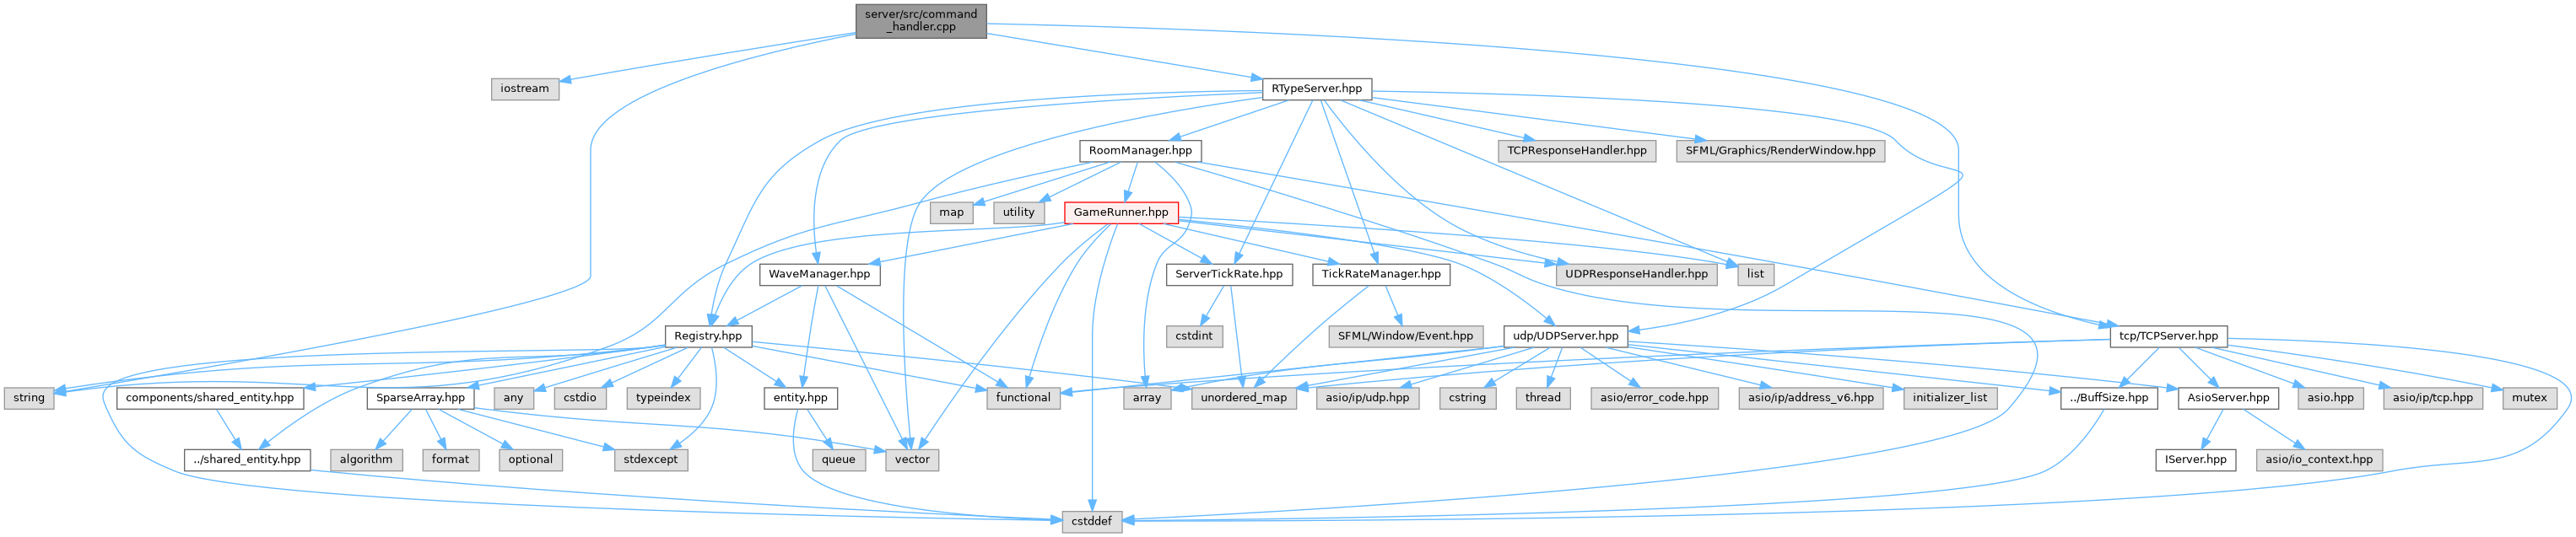 server/src/command
_handler.cpp
iostream
RTypeServer.hpp
RoomManager.hpp
TCPResponseHandler.hpp
SFML/Graphics/RenderWindow.hpp
map
utility
GameRunner.hpp
WaveManager.hpp
ServerTickRate.hpp
TickRateManager.hpp
UDPResponseHandler.hpp
list
Registry.hpp
cstdint
SFML/Window/Event.hpp
udp/UDPServer.hpp
tcp/TCPServer.hpp
string
components/shared_entity.hpp
SparseArray.hpp
any
cstdio
typeindex
entity.hpp
functional
array
unordered_map
asio/ip/udp.hpp
cstring
thread
asio/error_code.hpp
asio/ip/address_v6.hpp
initializer_list
../BuffSize.hpp
AsioServer.hpp
asio.hpp
asio/ip/tcp.hpp
mutex
../shared_entity.hpp
algorithm
format
optional
stdexcept
queue
vector
IServer.hpp
asio/io_context.hpp
cstddef